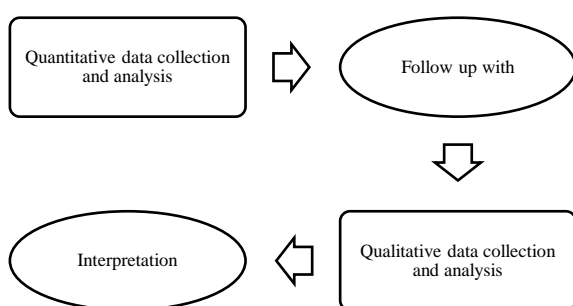 Quantitative data collection
and analysis
Follow up with
Qualitative data collection
and analysis
Interpretation